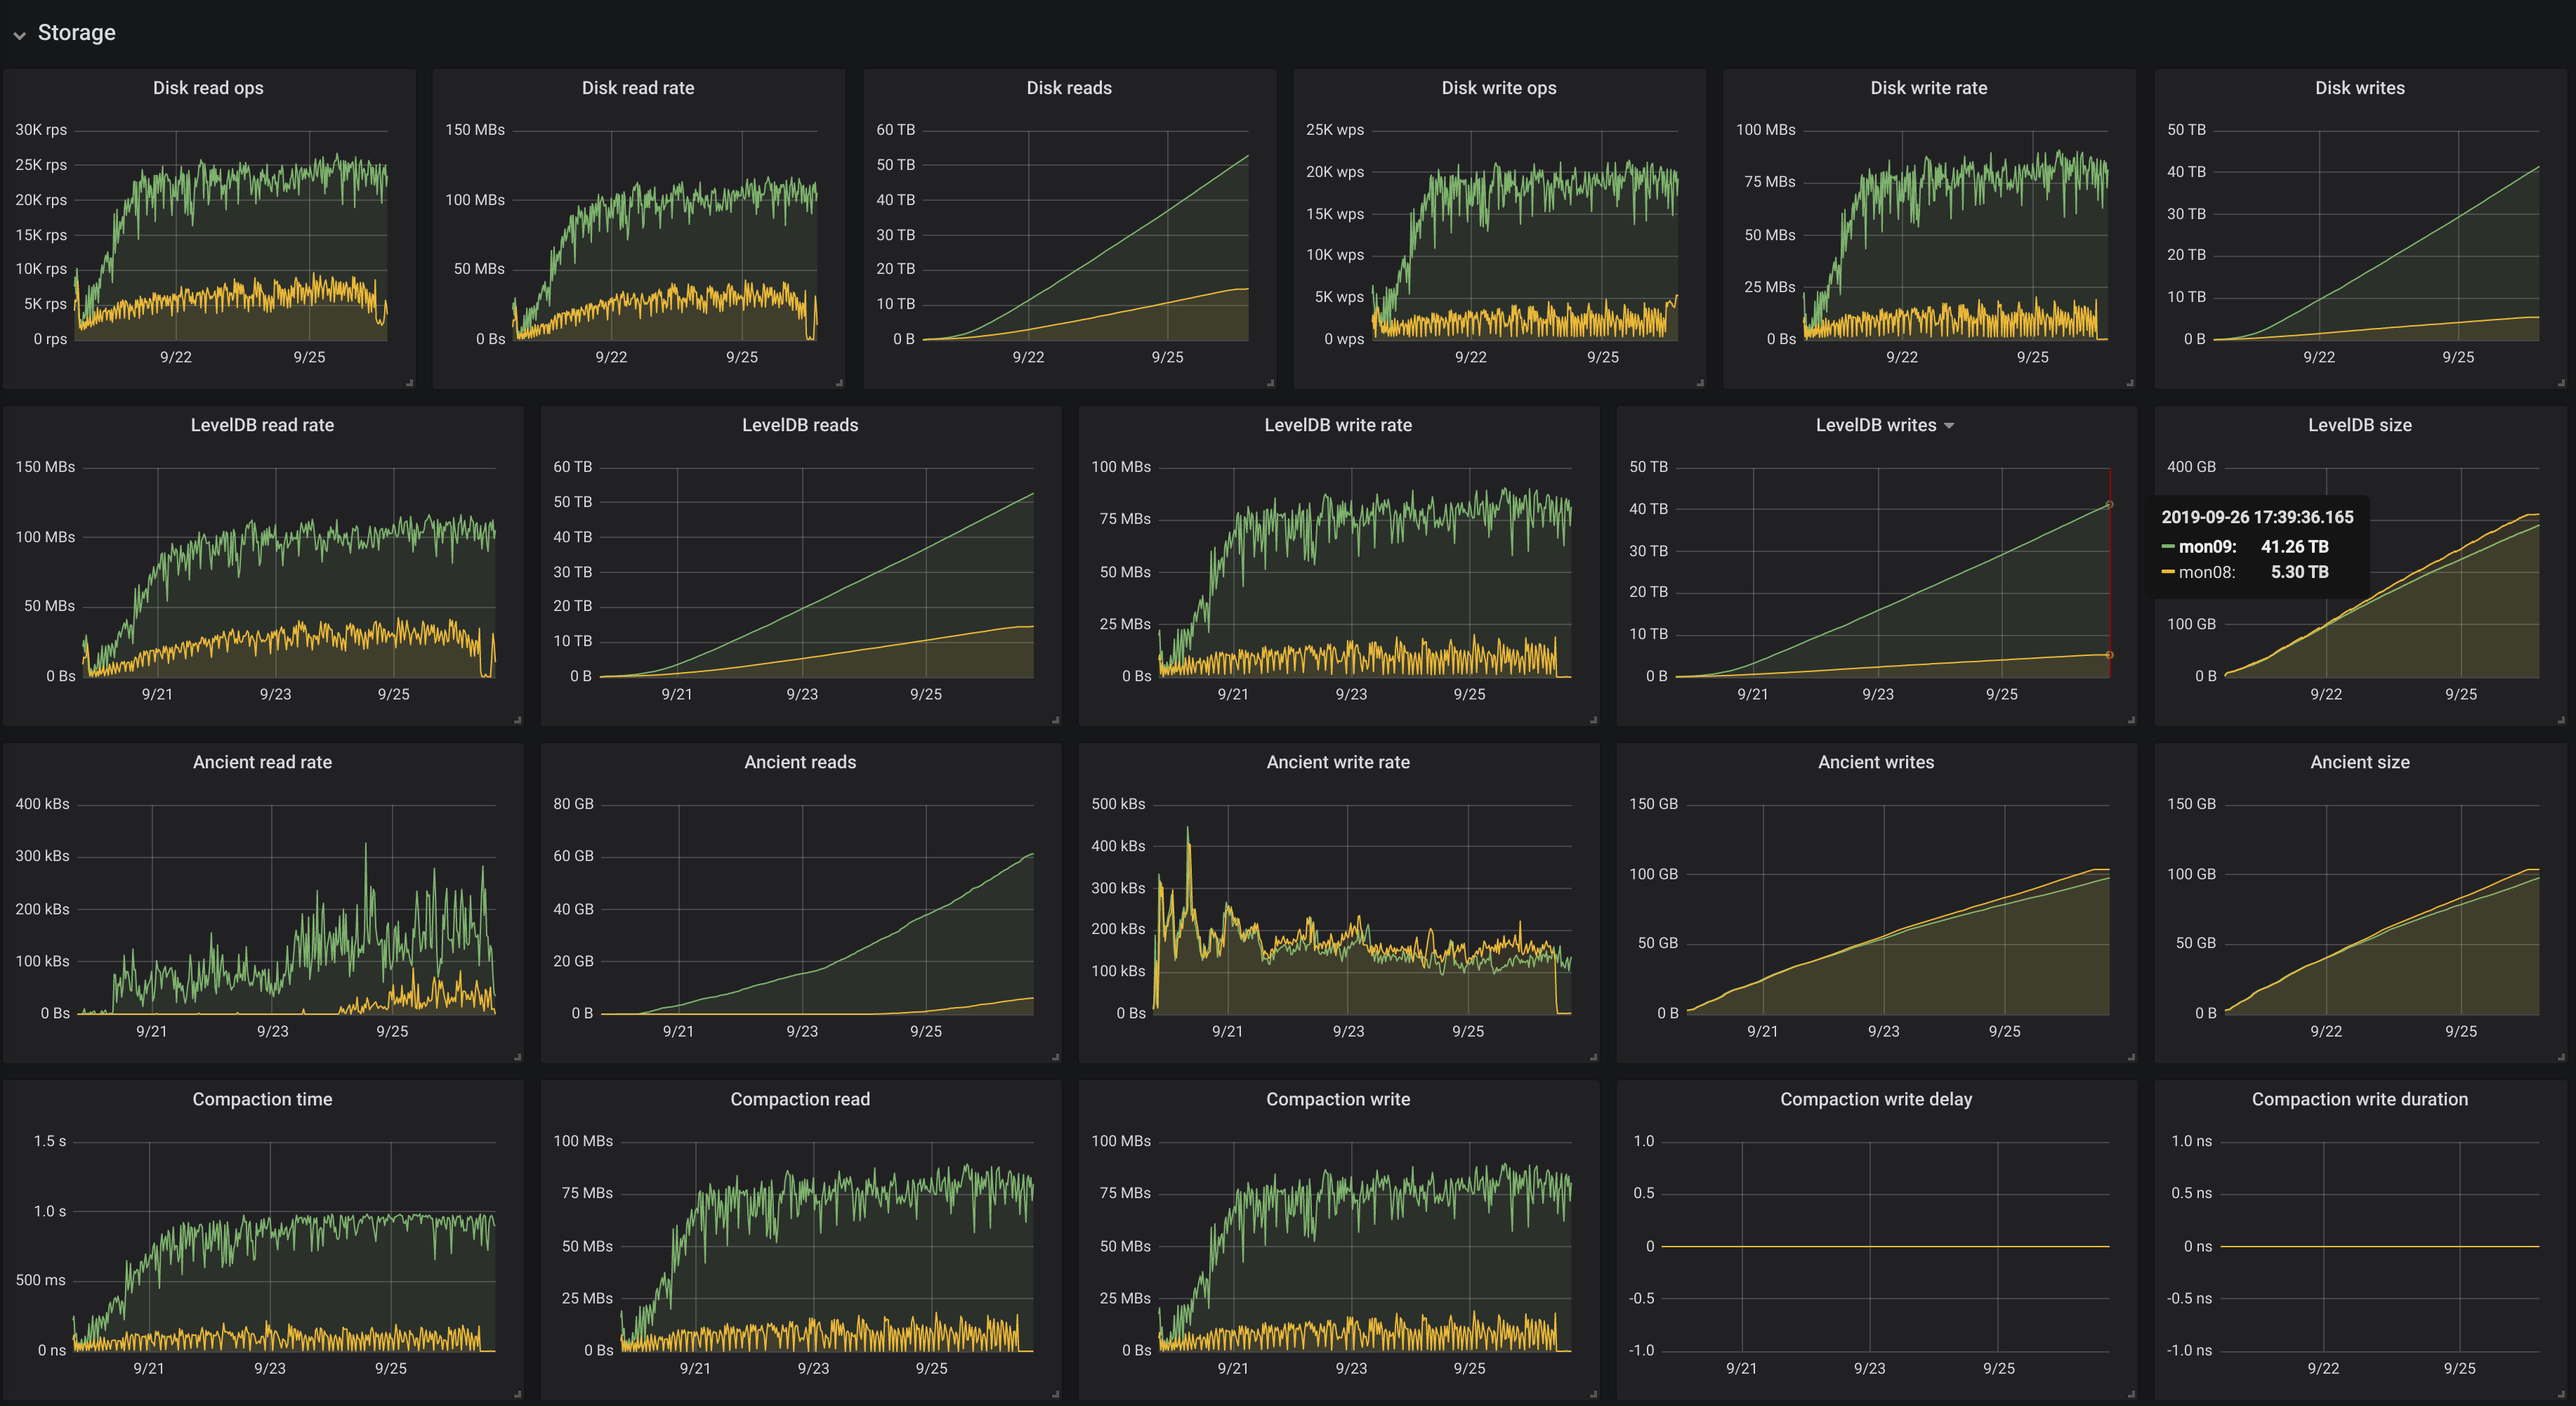 Storage
Disk read ops
30K rps
25K rps
20K rps
15K rps
10K rps
5K rps
0 rps
9/22 9/25
Disk read rate
150 MBs
100 MBs
50 MBs
0 Bs
9/22 9/25
Disk reads
60 TB
50 TB
40 TB
30 TB
20 TB
10 TB
0 B
9/22 9/25
Disk write ops
25K wps
20K wps
15K wps
10K wps
5K wps
0 wps
9/22 9/25
Disk write rate
100 MBs
75 MBs
50 MBs
25 MBs
0 Bs
9/22 9/25
Disk writes
50 TB
40 TB
30 TB
20 TB
10 TB
0 B
9/22 9/25
LevelDB read rate
150 MBs
100 MBs
50 MBs
0 Bs
9/21 9/23 9/25
LevelDB reads
60 TB
50 TB
40 TB
30 TB
20 TB
10 TB
0 B
9/21 9/23 9/25
LevelDB write rate
100 MBs
75 MBs
50 MBs
25 MBs
0 Bs
9/21 9/23 9/25
LevelDB writes
50 TB
40 TB
30 TB
20 TB
10 TB
0 B
9/21 9/23 9/25
LevelDB size
400 GB
2019-09-26 17:39:36.165
mon09: 41.26 TB
mon08: 5.30 TB
100 GB
0 B
9/22 9/25
Ancient read rate
400 kBs
300 kBs
200 kBs
100 kBs
0 Bs
9/21 9/23 9/25
Ancient reads
80 GB
60 GB
40 GB
20 GB
0 B
9/21 9/23 9/25
Ancient write rate
500 kBs
400 kBs
300 kBs
200 kBs
100 kBs
0 Bs
9/21 9/23 9/25
Ancient writes
150 GB
100 GB
50 GB
0 B
9/21 9/23 9/25
Ancient size
150 GB
100 GB
50 GB
0 B
9/22 9/25
Compaction time
1.5 s
1.0 s
500 ms
0 ns
9/21 9/23 9/25
Compaction read
100 MBs
75 MBs
50 MBs
25 MBs
0 Bs
9/21 9/23 9/25
Compaction write
100 MBs
75 MBs
50 MBs
25 MBs
0 Bs
9/21 9/23 9/25
Compaction write delay
1.0
0.5
0
-0.5
-1.0
9/21 9/23 9/25
Compaction write duration
1.0 ns
0.5 ns
0 ns
-0.5 ns
-1.0 ns
9/22 9/25